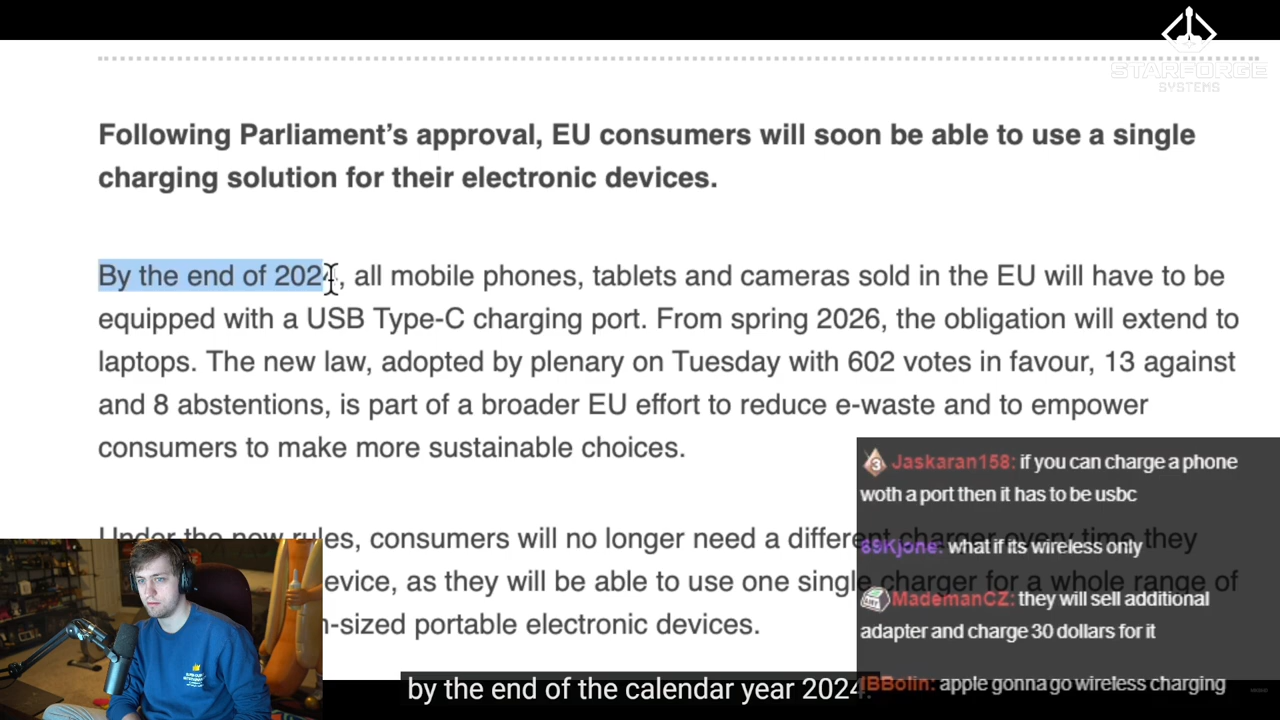 STARFORGE
SYSTEMS
Following Parliament's approval, EU consumers will soon be able to use a single
charging solution for their electronic devices.
By the end of 2024, all mobile phones, tablets and cameras sold in the EU will have to be
equipped with a USB Type-C charging port. From spring 2026, the obligation will extend to
laptops. The new law, adopted by plenary on Tuesday with 602 votes in favour, 13 against
and 8 abstentions, is part of a broader EU effort to reduce e-waste and to empower
consumers to make more sustainable choices.
Under the new rules, consumers will no longer need a different charger every time they
evice, as they will be able to use one single charger for a whole range of
-sized portable electronic devices.
Jaskaran158: if you can charge a phone
woth a port then it has to be usbc
69Kjone: what if its wireless only
MademanCZ: they will sell additional
adapter and charge 30 dollars for it
IBBolin: apple gonna go wireless charging
by the end of the calendar year 2024.